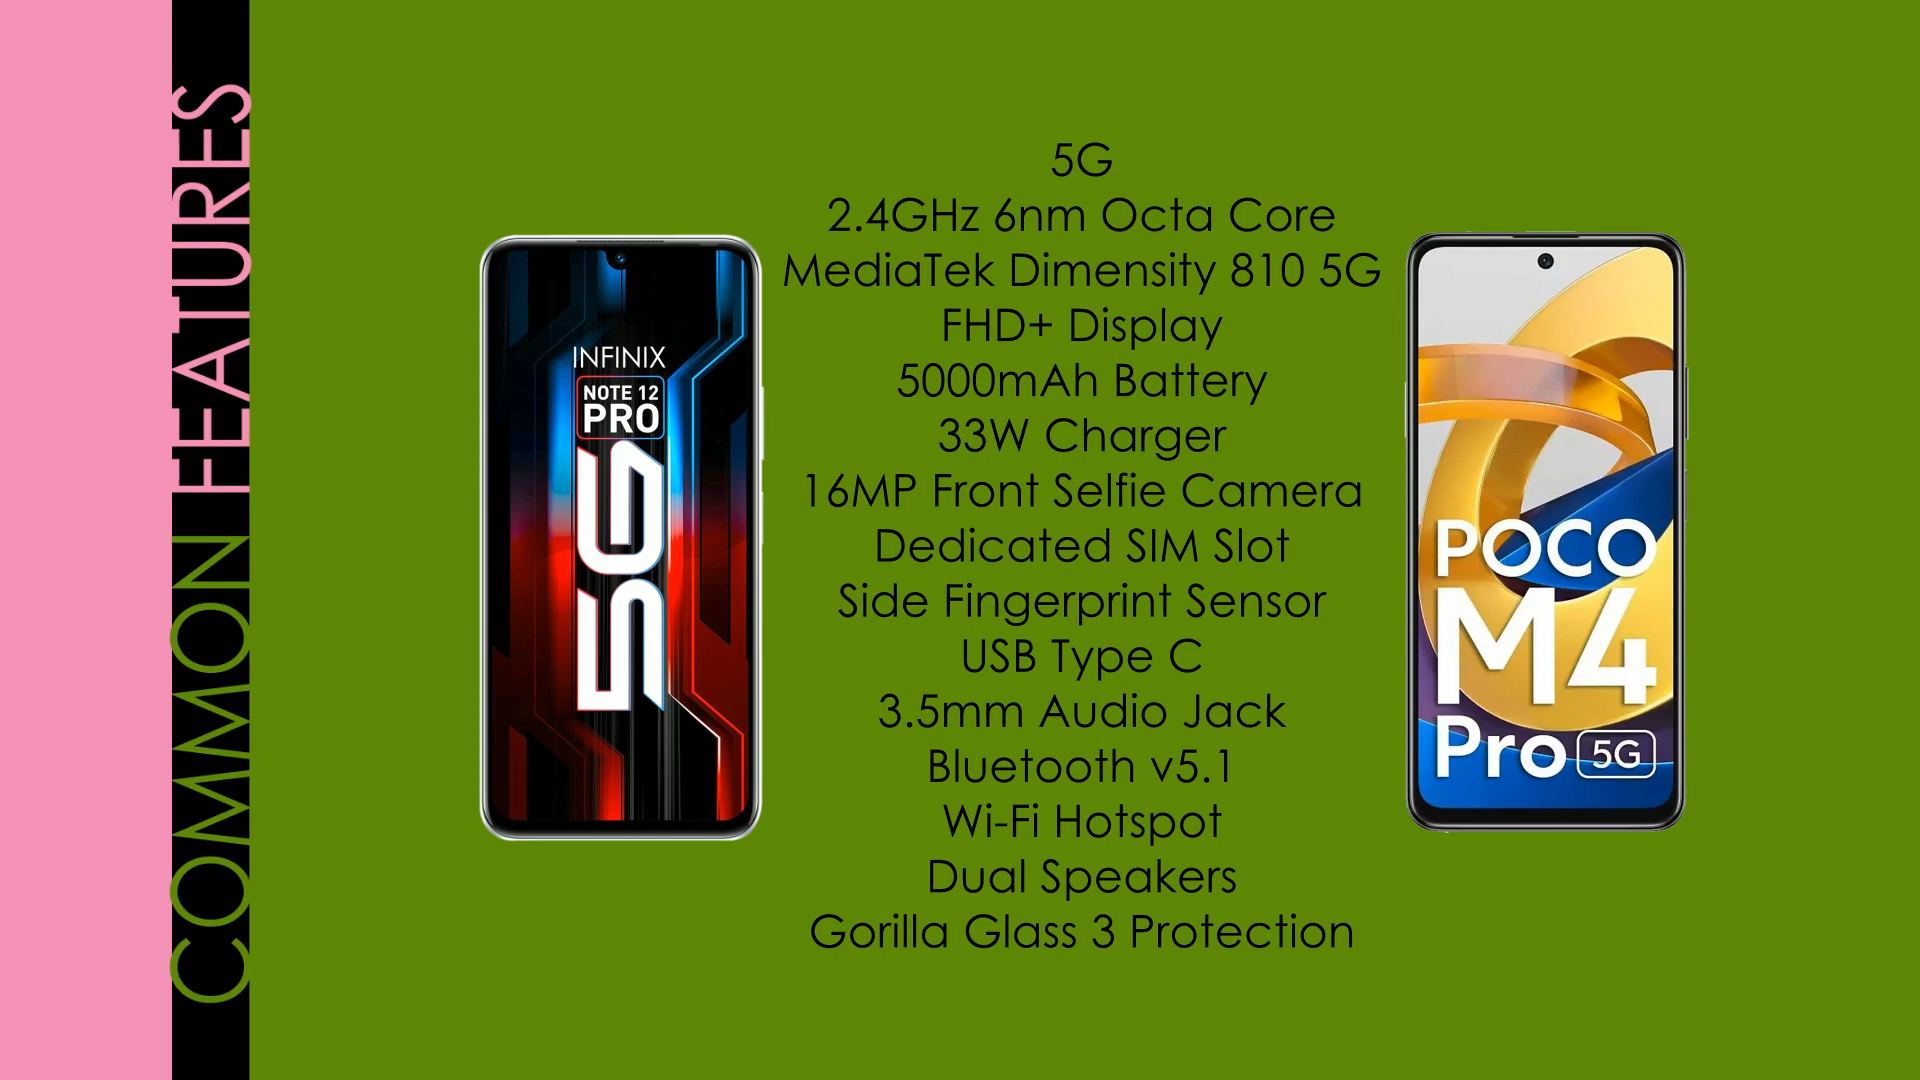 COMMON FEATURES
5G
2.4GHz 6nm Octa Core
MediaTek Dimensity 810 5G
FHD+ Display
5000mAh Battery
33W Charger
16MP Front Selfie Camera
Dedicated SIM Slot
Side Fingerprint Sensor
USB Type C
3.5mm Audio Jack
Bluetooth v5.1
Wi-Fi Hotspot
Dual Speakers
Gorilla Glass 3 Protection
INFINIX
NOTE 12
PRO
5G
POCO
M4
Pro 5G